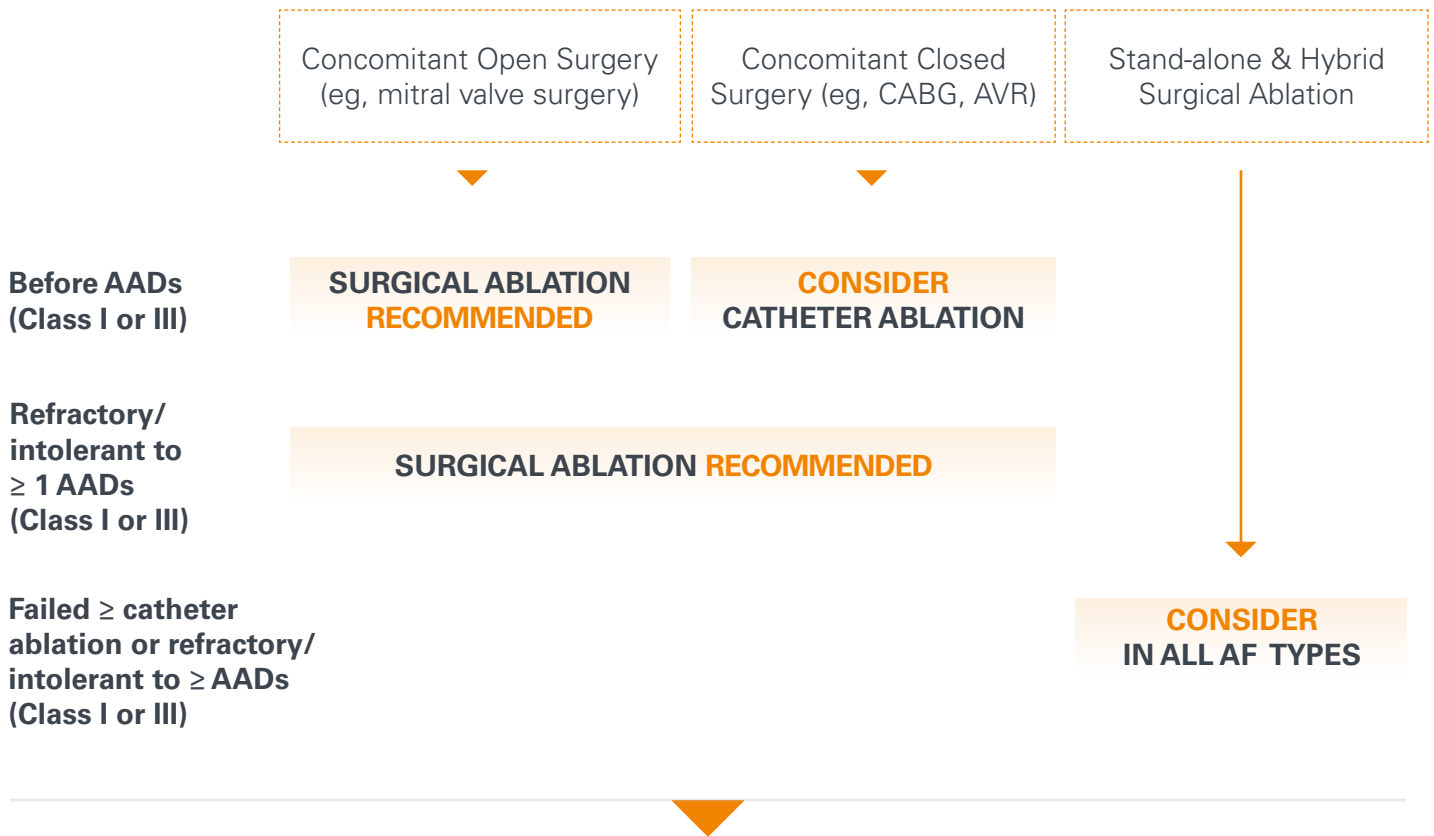 Concomitant Open Surgery
(eg, mitral valve surgery)
Concomitant Closed
Surgery (eg, CABG, AVR)
Stand-alone & Hybrid
Surgical Ablation
Before AADs
(Class I or III)
SURGICAL ABLATION
RECOMMENDED
CONSIDER
CATHETER ABLATION
Refractory/
intolerant to
≥ 1 AADs
(Class I or III)
SURGICAL ABLATION RECOMMENDED
Failed ≥ catheter
ablation or refractory/
intolerant to ≥ AADs
(Class I or III)
CONSIDER
IN ALL AF TYPES